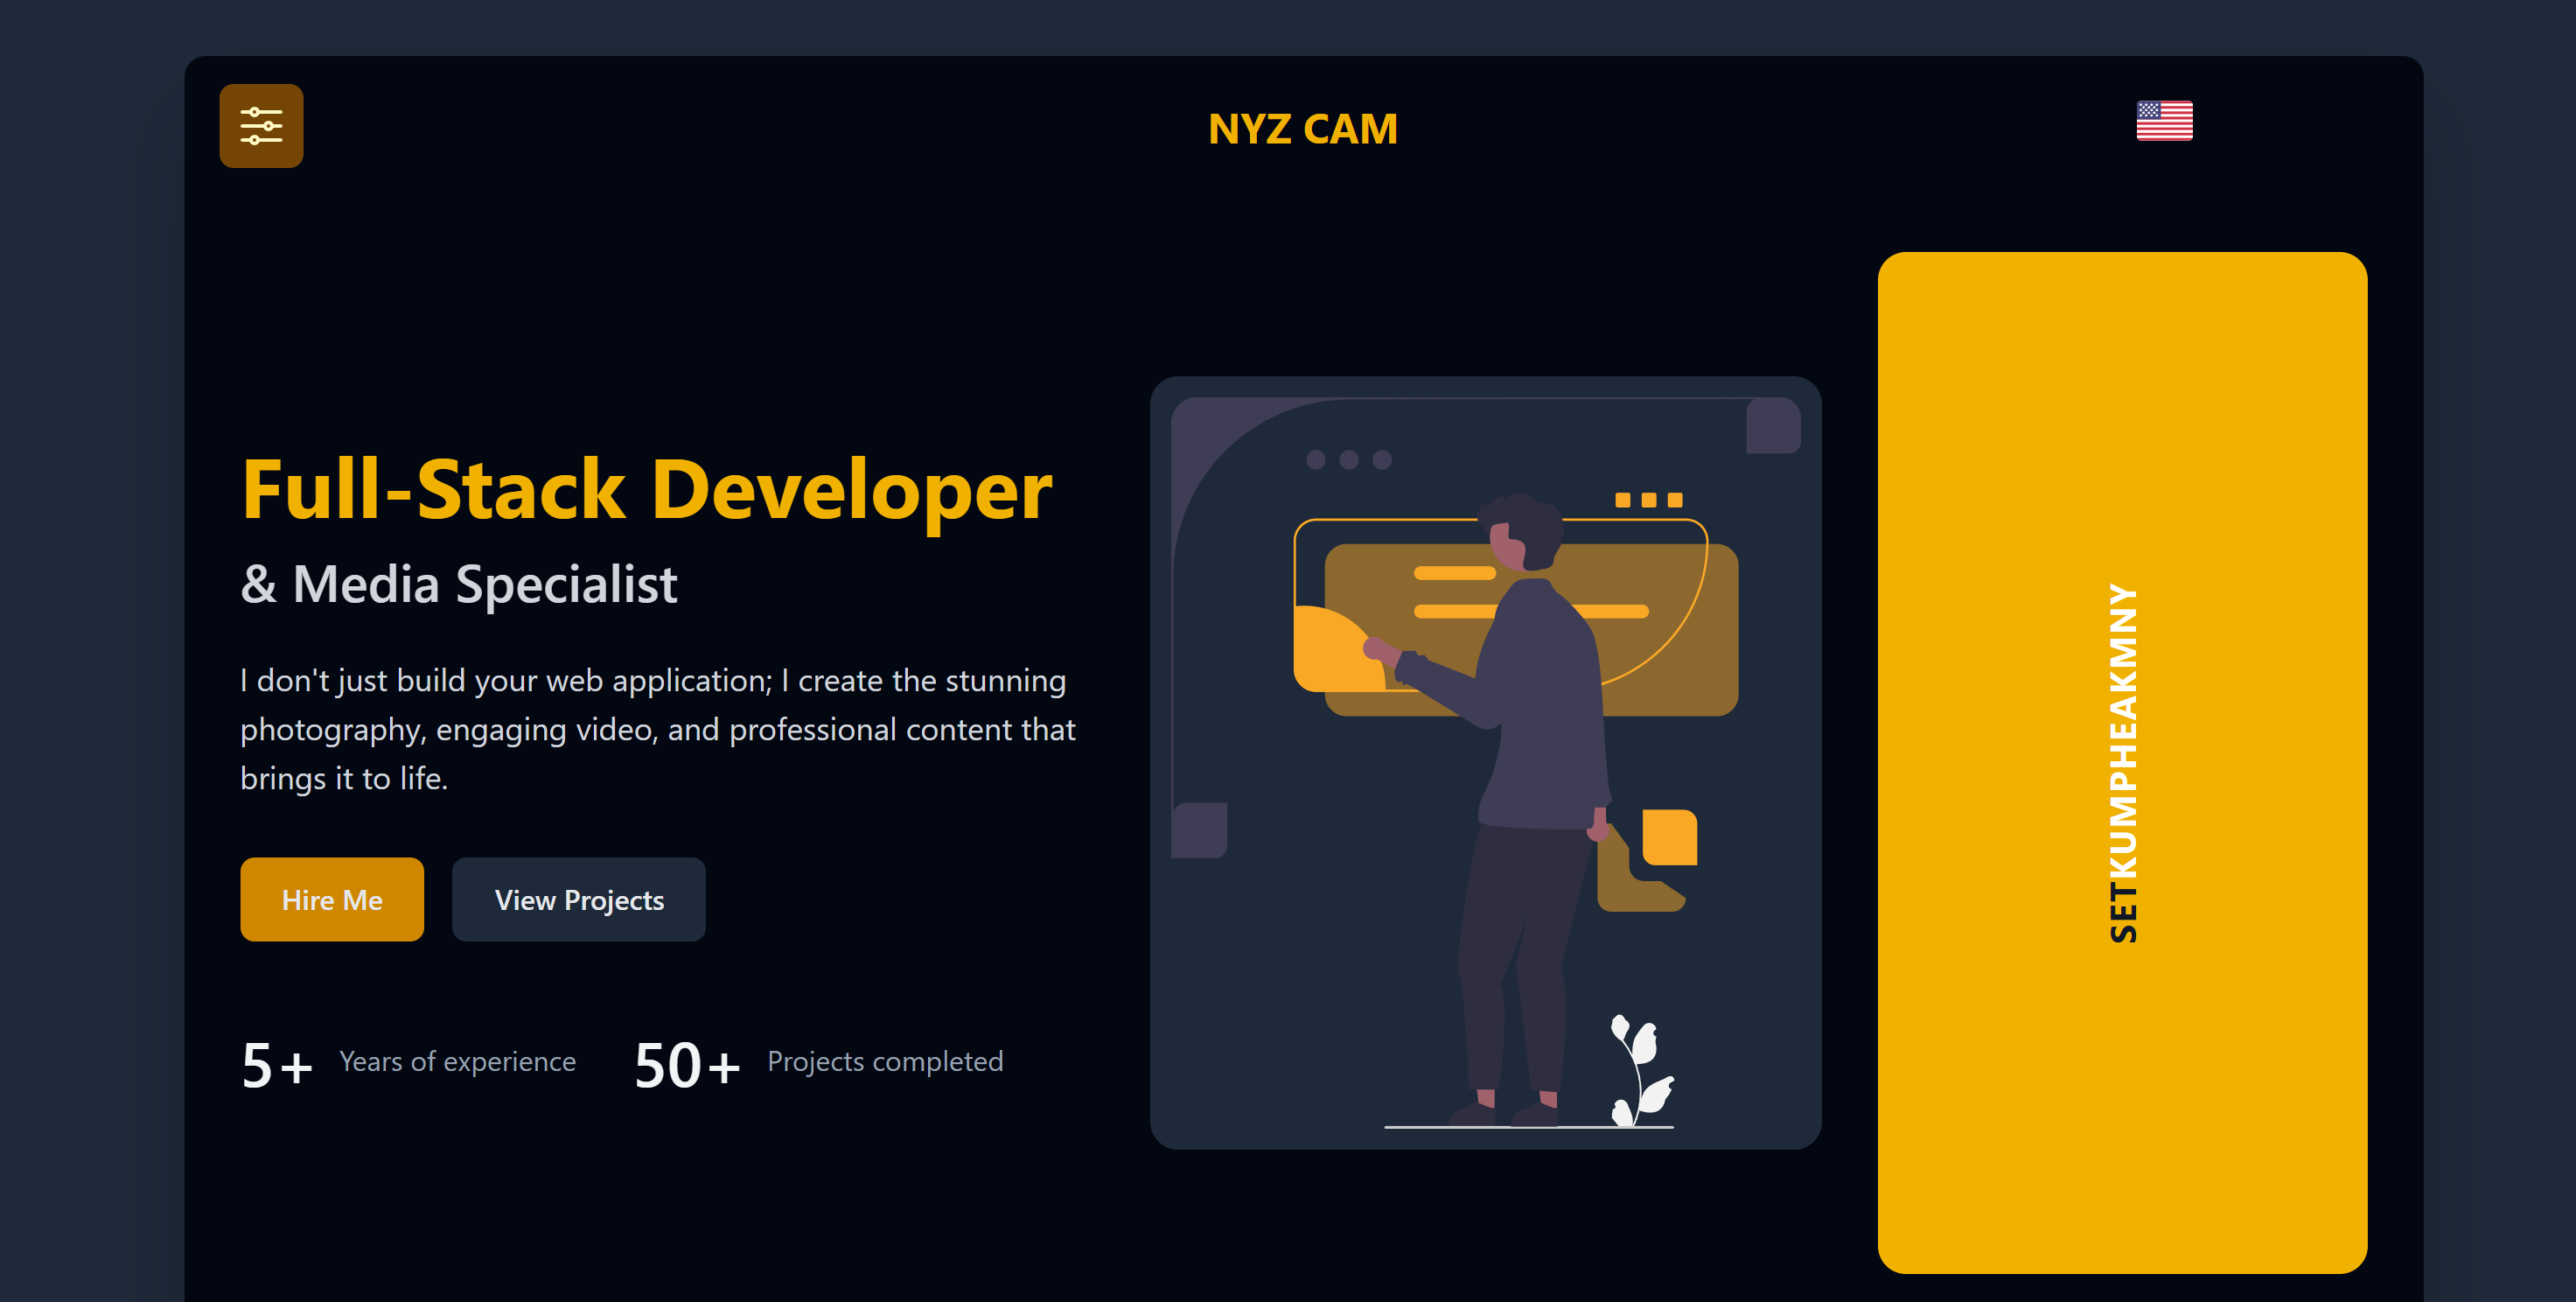 NYZ CAM
Full-Stack Developer
& Media Specialist
I don't just build your web application; I create the stunning
photography, engaging video, and professional content that
brings it to life.
Hire Me
View Projects
5+ Years of experience
50+ Projects completed
SETKUMPHEAKMNY